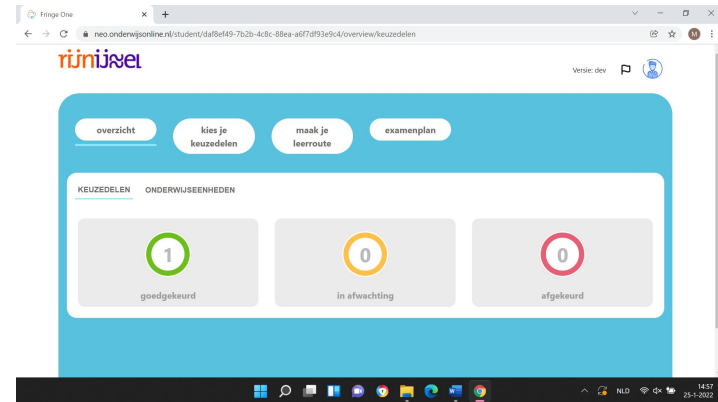 Fringe One
neo.onderwijsonline.nl/student/daf8ef49-7b2b-4c8c-88ea-a6f7df93e9c4/overview/keuzedelen
M
rijnijssel
Versie: dev
overzicht
kies je
keuzedelen
maak je
leerroute
examenplan
KEUZEDELEN ONDERWIJSEENHEDEN
1
goedgekeurd
0
in afwachting
0
afgekeurd
NLD
14:57
25-1-2022